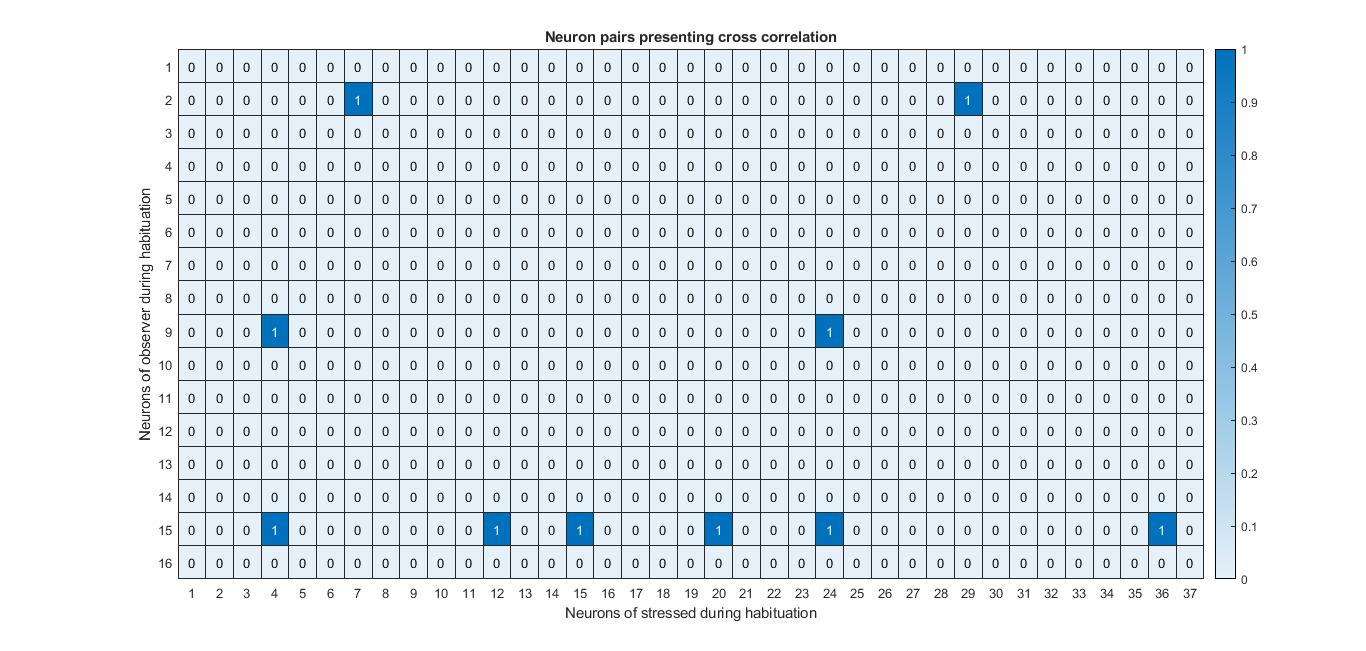 Neuron pairs presenting cross correlation
1 0 0 0 0 0 0 0 0 0 0 0 0 0 0 0 0 0 0 0 0 0 0 0 0 0 0 0 0 0 0 0 0 0 0 0 0 0
2 0 0 0 0 0 0 1 0 0 0 0 0 0 0 0 0 0 0 0 0 0 0 0 0 0 0 0 0 1 0 0 0 0 0 0 0 0
3 0 0 0 0 0 0 0 0 0 0 0 0 0 0 0 0 0 0 0 0 0 0 0 0 0 0 0 0 0 0 0 0 0 0 0 0 0
4 0 0 0 0 0 0 0 0 0 0 0 0 0 0 0 0 0 0 0 0 0 0 0 0 0 0 0 0 0 0 0 0 0 0 0 0 0
5 0 0 0 0 0 0 0 0 0 0 0 0 0 0 0 0 0 0 0 0 0 0 0 0 0 0 0 0 0 0 0 0 0 0 0 0 0
6 0 0 0 0 0 0 0 0 0 0 0 0 0 0 0 0 0 0 0 0 0 0 0 0 0 0 0 0 0 0 0 0 0 0 0 0 0
7 0 0 0 0 0 0 0 0 0 0 0 0 0 0 0 0 0 0 0 0 0 0 0 0 0 0 0 0 0 0 0 0 0 0 0 0 0
8 0 0 0 0 0 0 0 0 0 0 0 0 0 0 0 0 0 0 0 0 0 0 0 0 0 0 0 0 0 0 0 0 0 0 0 0 0
9 0 0 0 1 0 0 0 0 0 0 0 0 0 0 0 0 0 0 0 0 0 0 0 1 0 0 0 0 0 0 0 0 0 0 0 0 0
10 0 0 0 0 0 0 0 0 0 0 0 0 0 0 0 0 0 0 0 0 0 0 0 0 0 0 0 0 0 0 0 0 0 0 0 0 0
11 0 0 0 0 0 0 0 0 0 0 0 0 0 0 0 0 0 0 0 0 0 0 0 0 0 0 0 0 0 0 0 0 0 0 0 0 0
12 0 0 0 0 0 0 0 0 0 0 0 0 0 0 0 0 0 0 0 0 0 0 0 0 0 0 0 0 0 0 0 0 0 0 0 0 0
13 0 0 0 0 0 0 0 0 0 0 0 0 0 0 0 0 0 0 0 0 0 0 0 0 0 0 0 0 0 0 0 0 0 0 0 0 0
14 0 0 0 0 0 0 0 0 0 0 0 0 0 0 0 0 0 0 0 0 0 0 0 0 0 0 0 0 0 0 0 0 0 0 0 0 0
15 0 0 0 1 0 0 0 0 0 0 0 1 0 0 1 0 0 0 0 1 0 0 0 1 0 0 0 0 0 0 0 0 0 0 0 1 0
16 0 0 0 0 0 0 0 0 0 0 0 0 0 0 0 0 0 0 0 0 0 0 0 0 0 0 0 0 0 0 0 0 0 0 0 0 0
1 2 3 4 5 6 7 8 9 10 11 12 13 14 15 16 17 18 19 20 21 22 23 24 25 26 27 28 29 30 31 32 33 34 35 36 37
Neurons of stressed during habituation
Neurons of observer during habituation
1
0.9
0.8
0.7
0.6
0.5
0.4
0.3
0.2
0.1
0